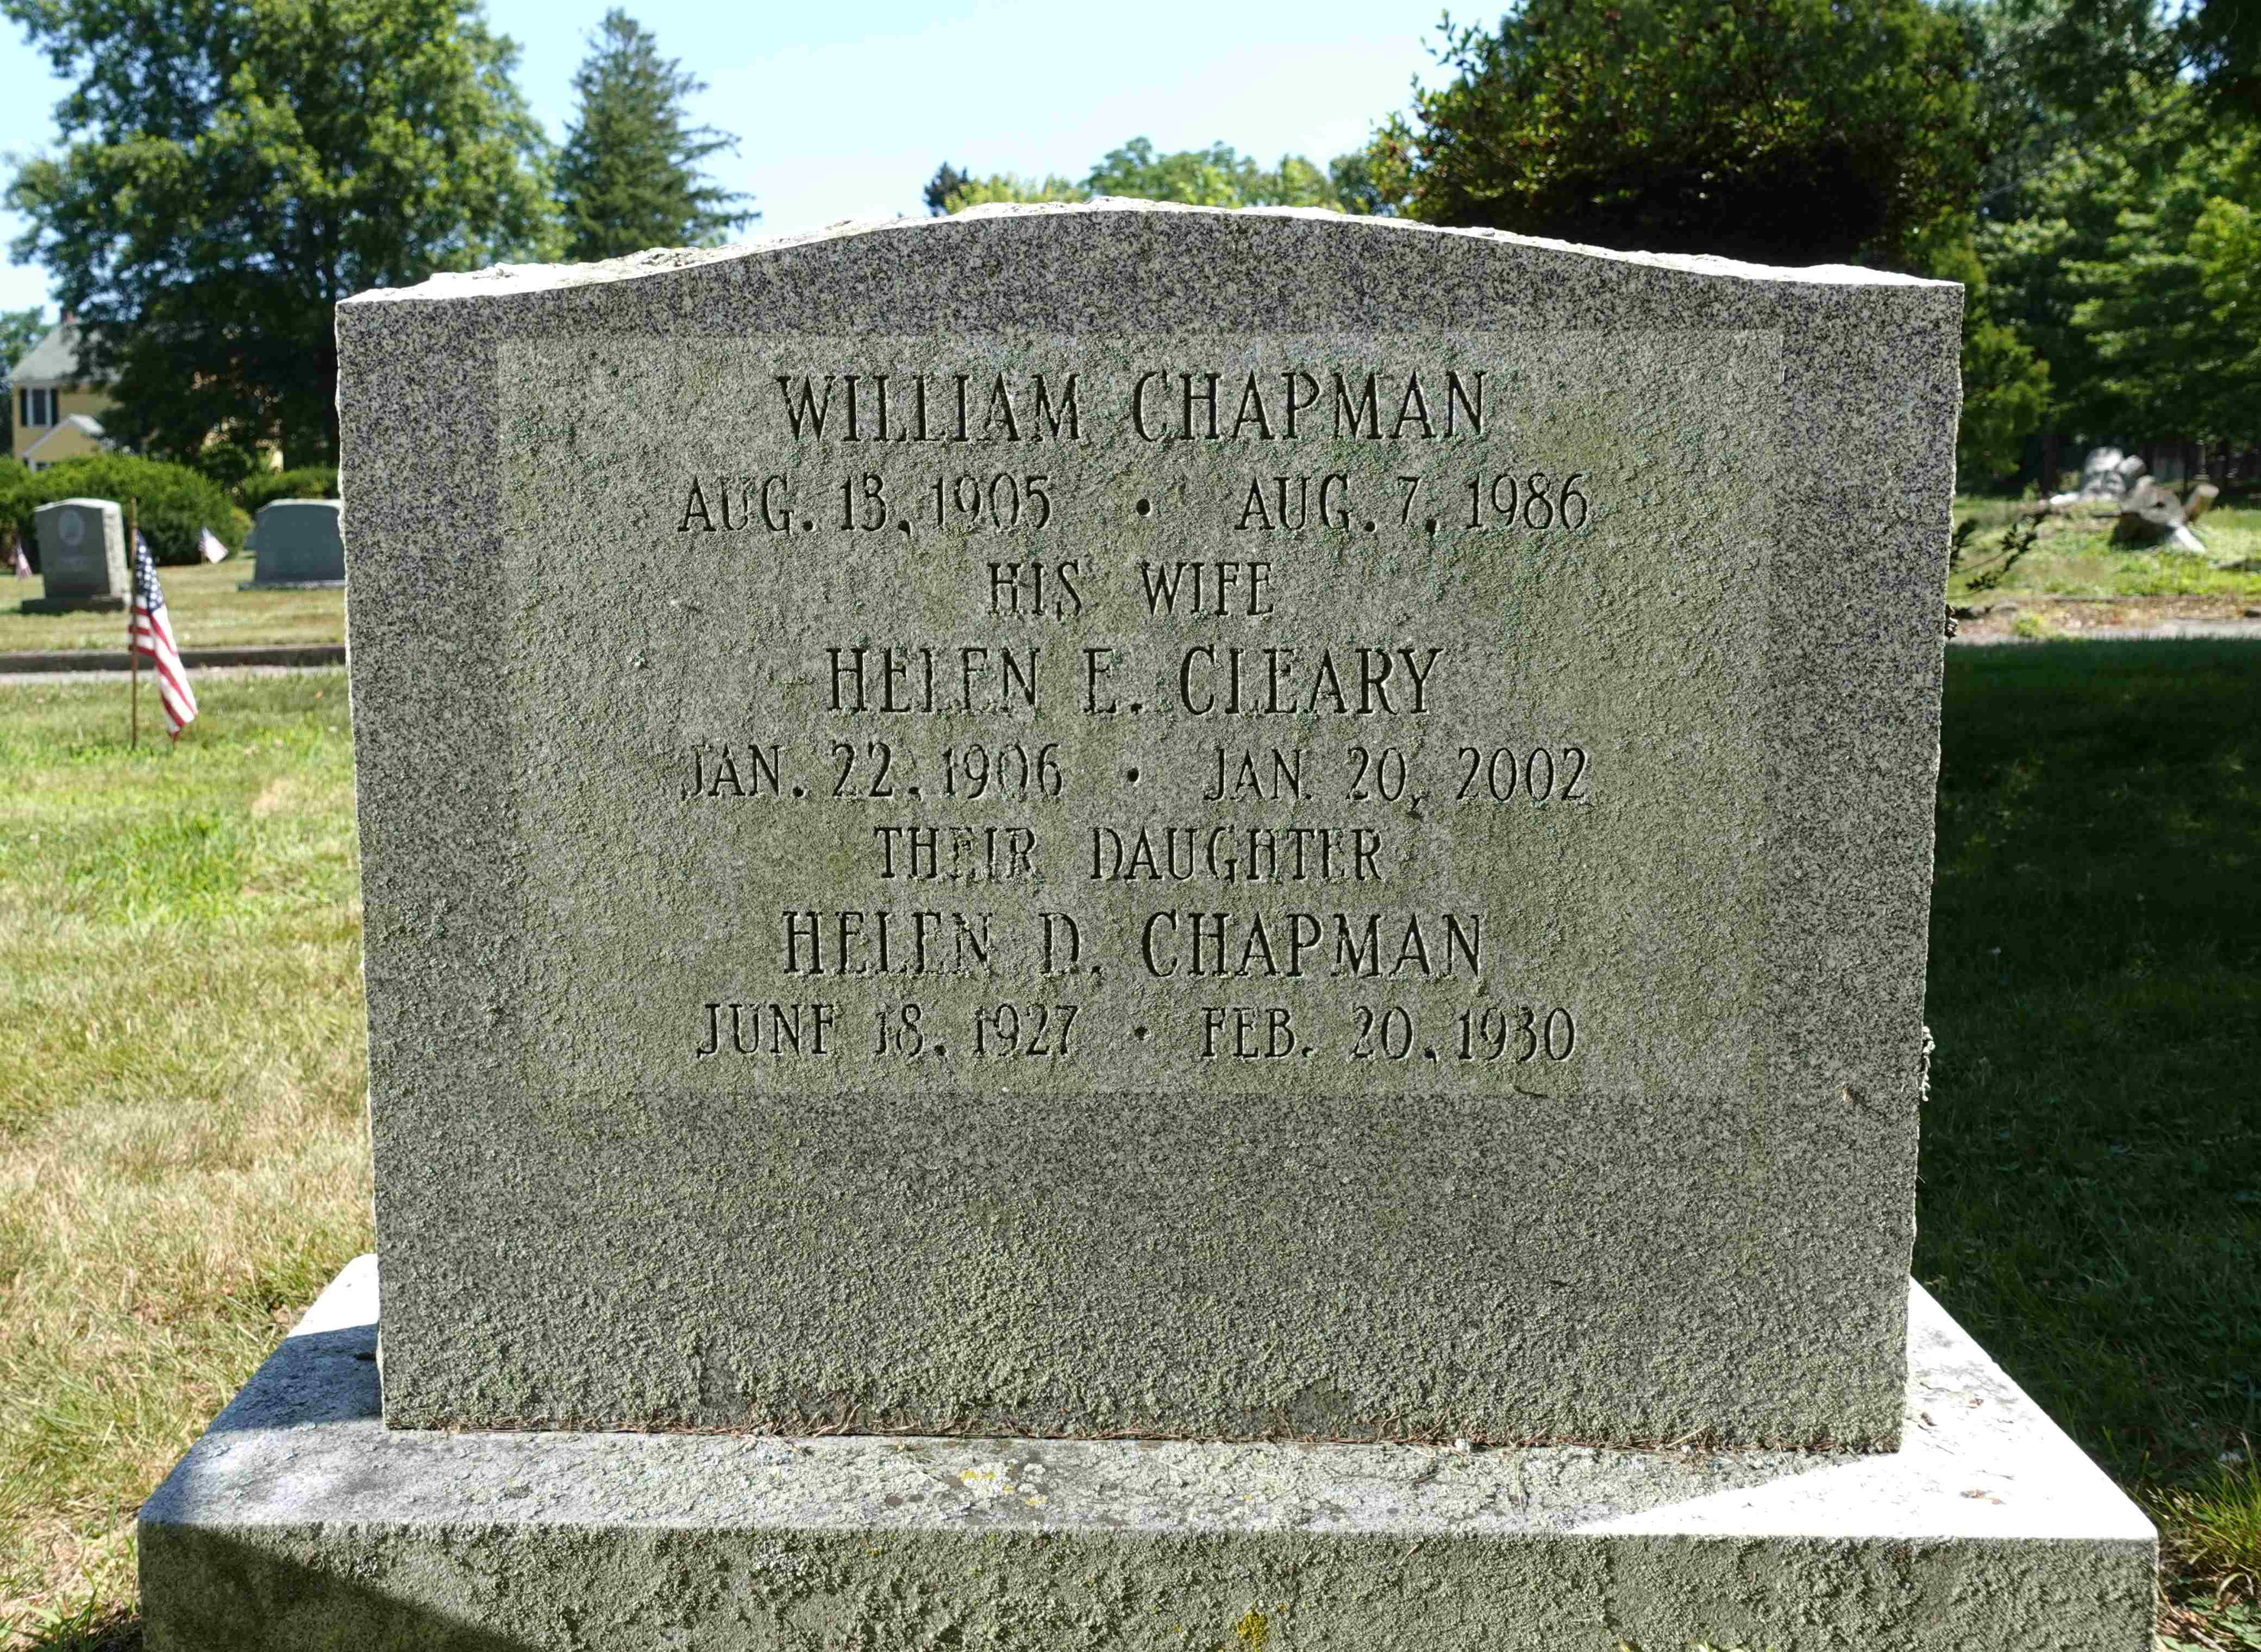 WILLIAM CHAPMAN
AUG. 13, 1905 • AUG. 7, 1986
HIS WIFE
HELEN E. CLEARY
JAN. 22, 1906 • JAN. 20, 2002
THEIR DAUGHTER
HELEN D. CHAPMAN
JUNE 18, 1927 • FEB. 20, 1930